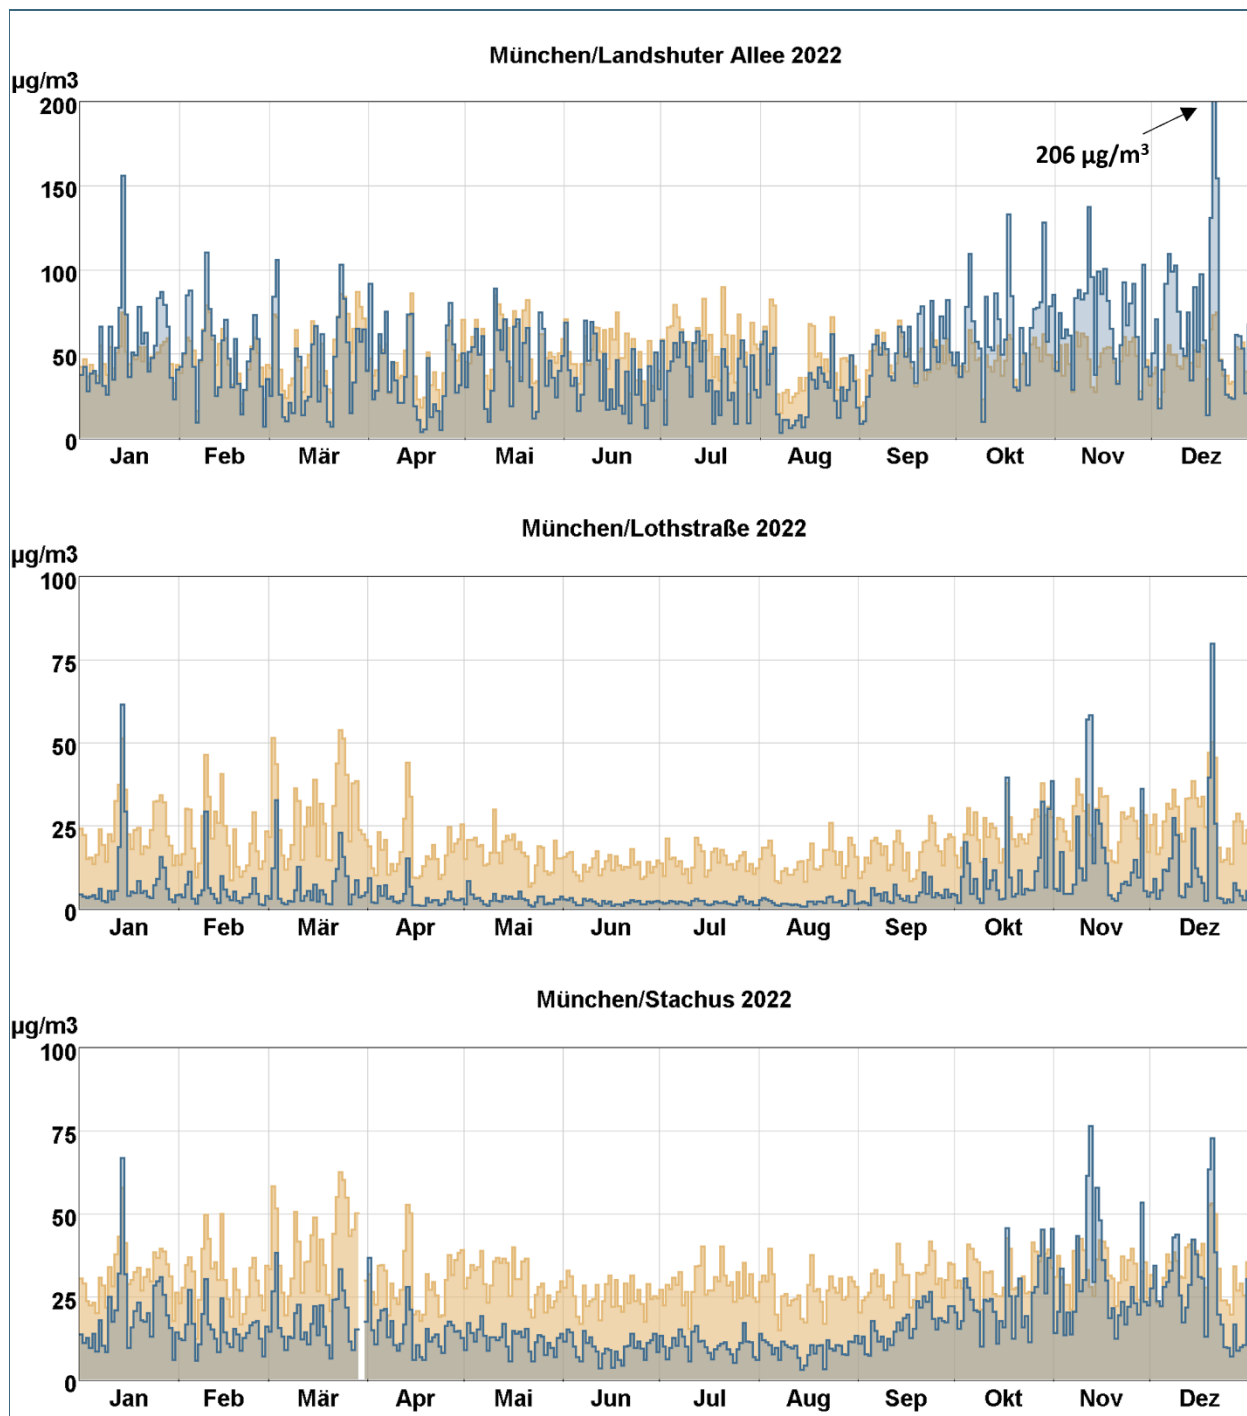 München/Landshuter Allee 2022
µg/m3
200
206 µg/m³
150
100
50
0
Jan Feb Mär Apr Mai Jun Jul Aug Sep Okt Nov Dez
München/Lothstraße 2022
µg/m3
100
75
50
25
0
Jan Feb Mär Apr Mai Jun Jul Aug Sep Okt Nov Dez
München/Stachus 2022
µg/m3
100
75
50
25
0
Jan Feb Mär Apr Mai Jun Jul Aug Sep Okt Nov Dez